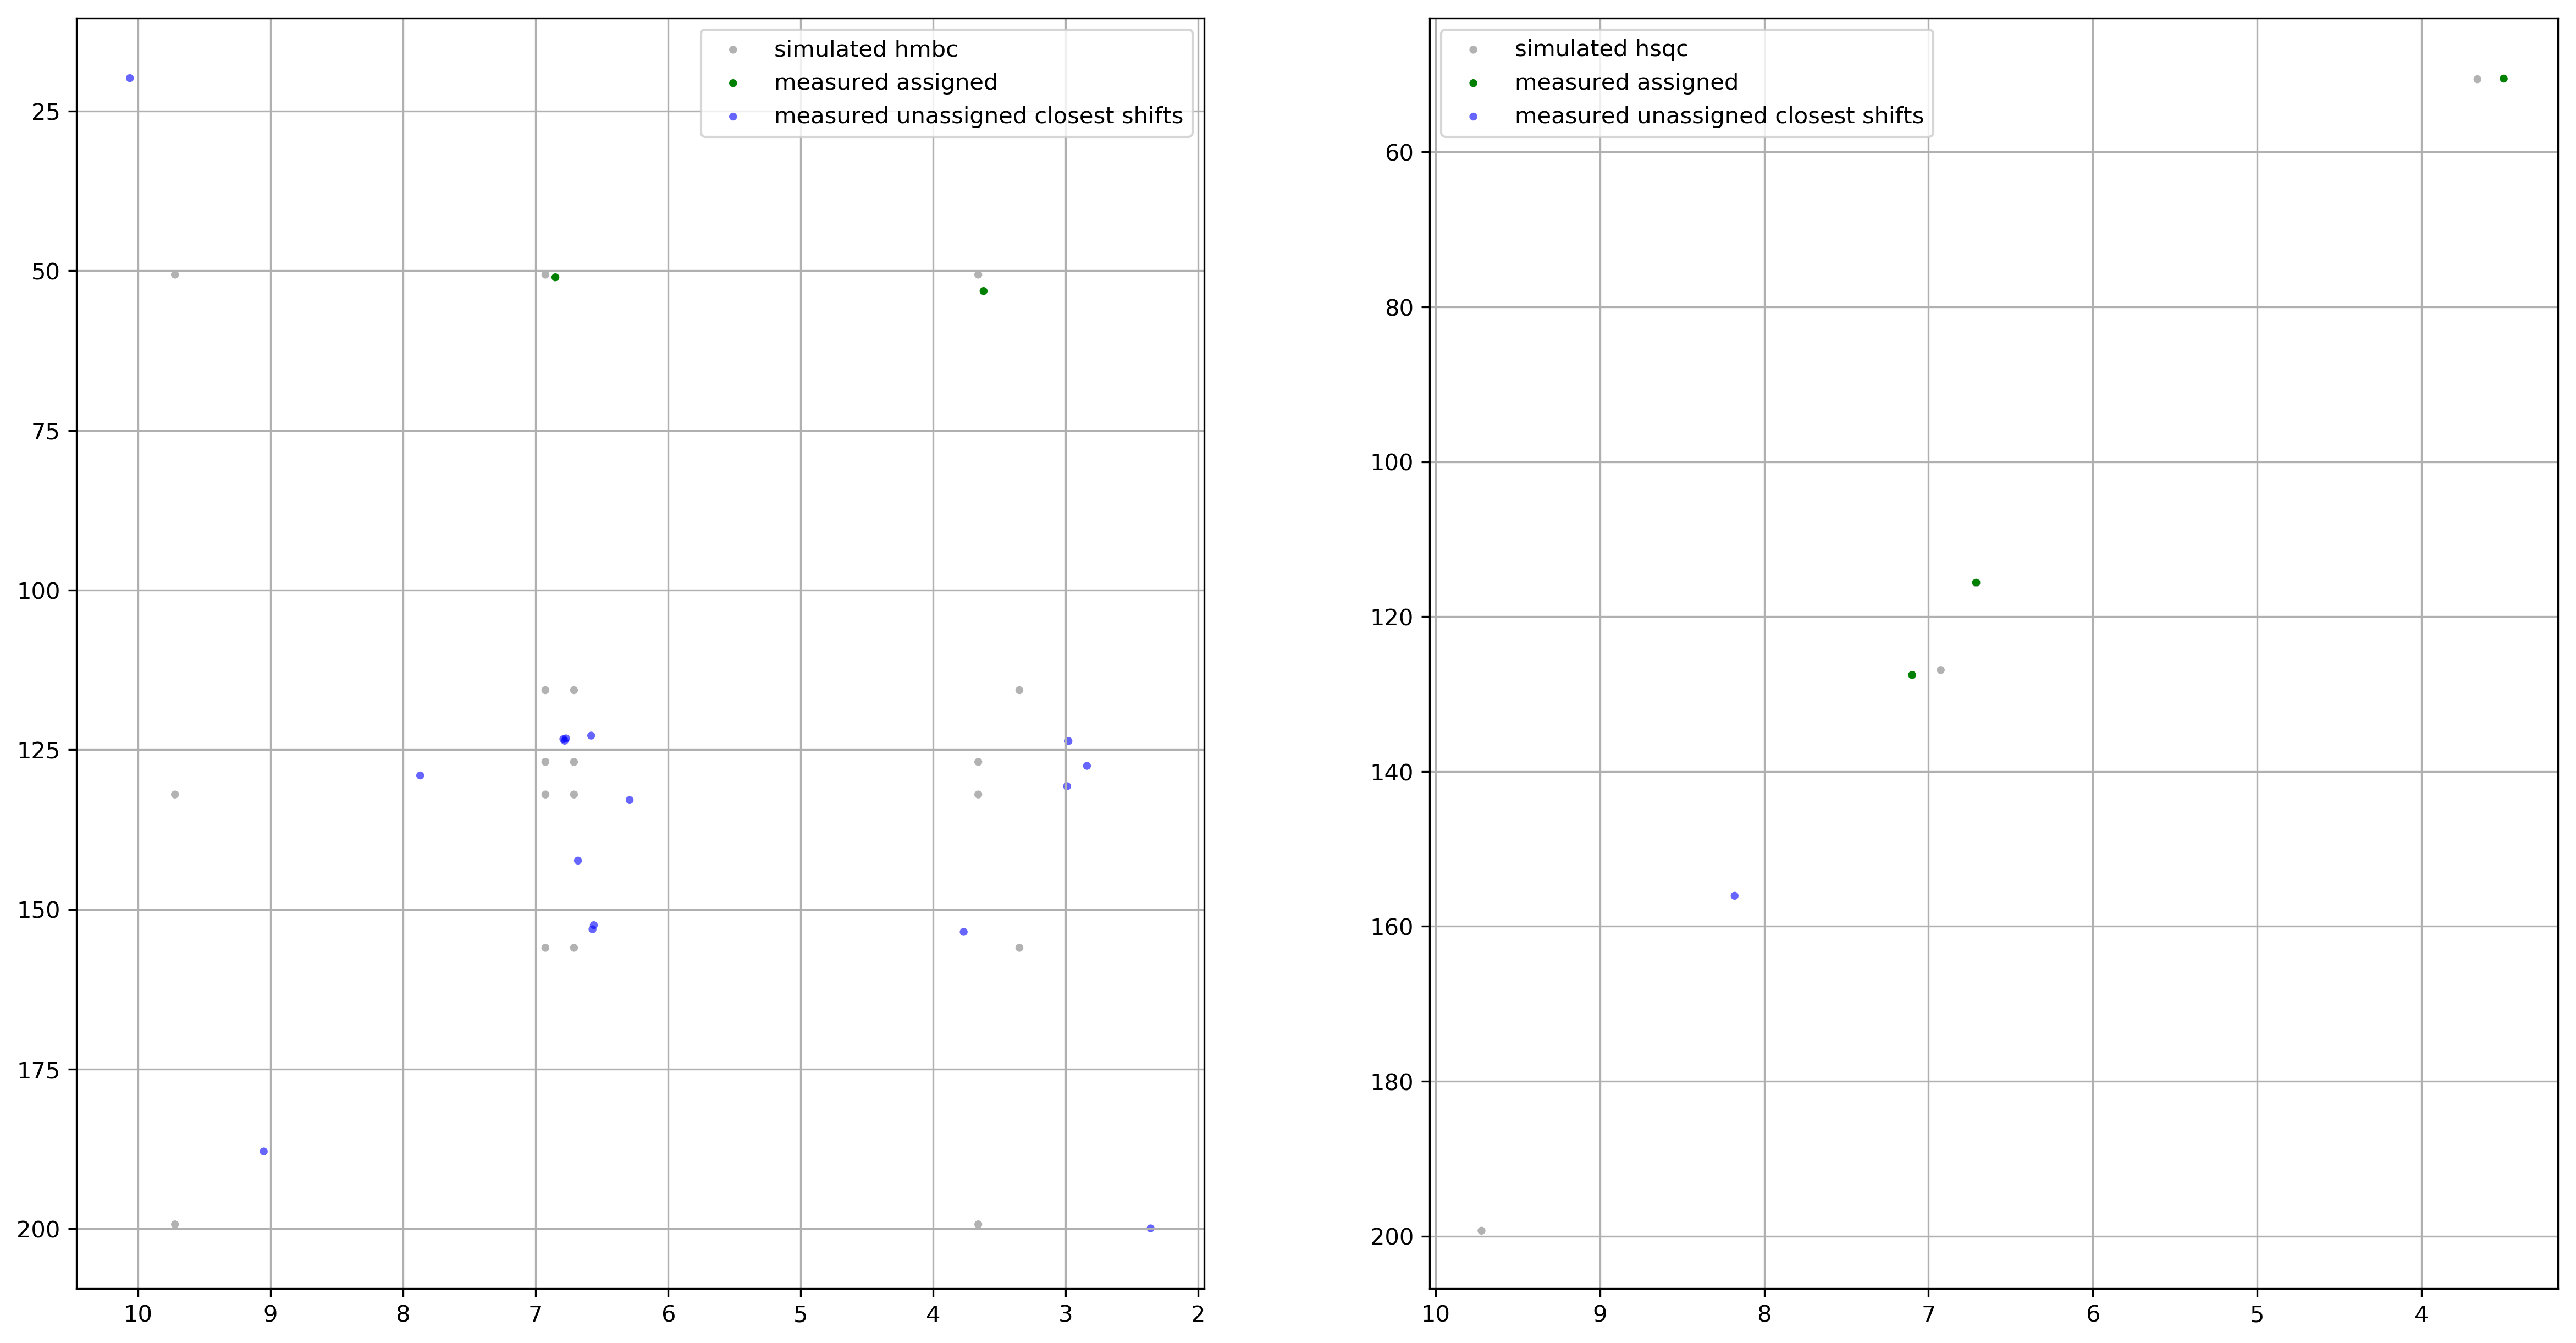 simulated hmbc
measured assigned
measured unassigned closest shifts
25
50
75
100
125
150
175
200
10 9 8 7 6 5 4 3 2
simulated hsqc
measured assigned
measured unassigned closest shifts
60
80
100
120
140
160
180
200
10 9 8 7 6 5 4